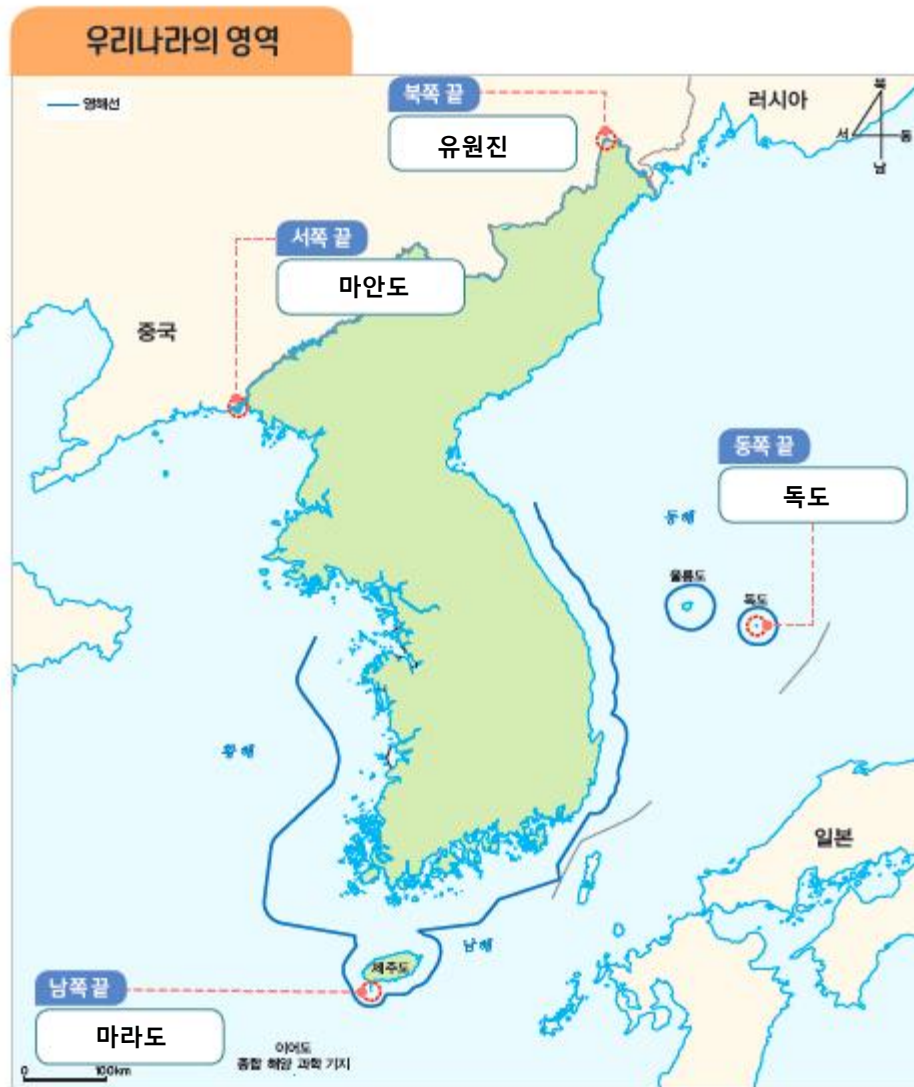 우리나라의 영역
영해선
북쪽 끝
유원진
러시아
북
서
동
남
서쪽 끝
마안도
중국
동쪽 끝
독도
동해
울릉도
독도
황해
일본
남해
제주도
남쪽 끝
마라도
이어도
종합 해양 과학 기지
0 100km